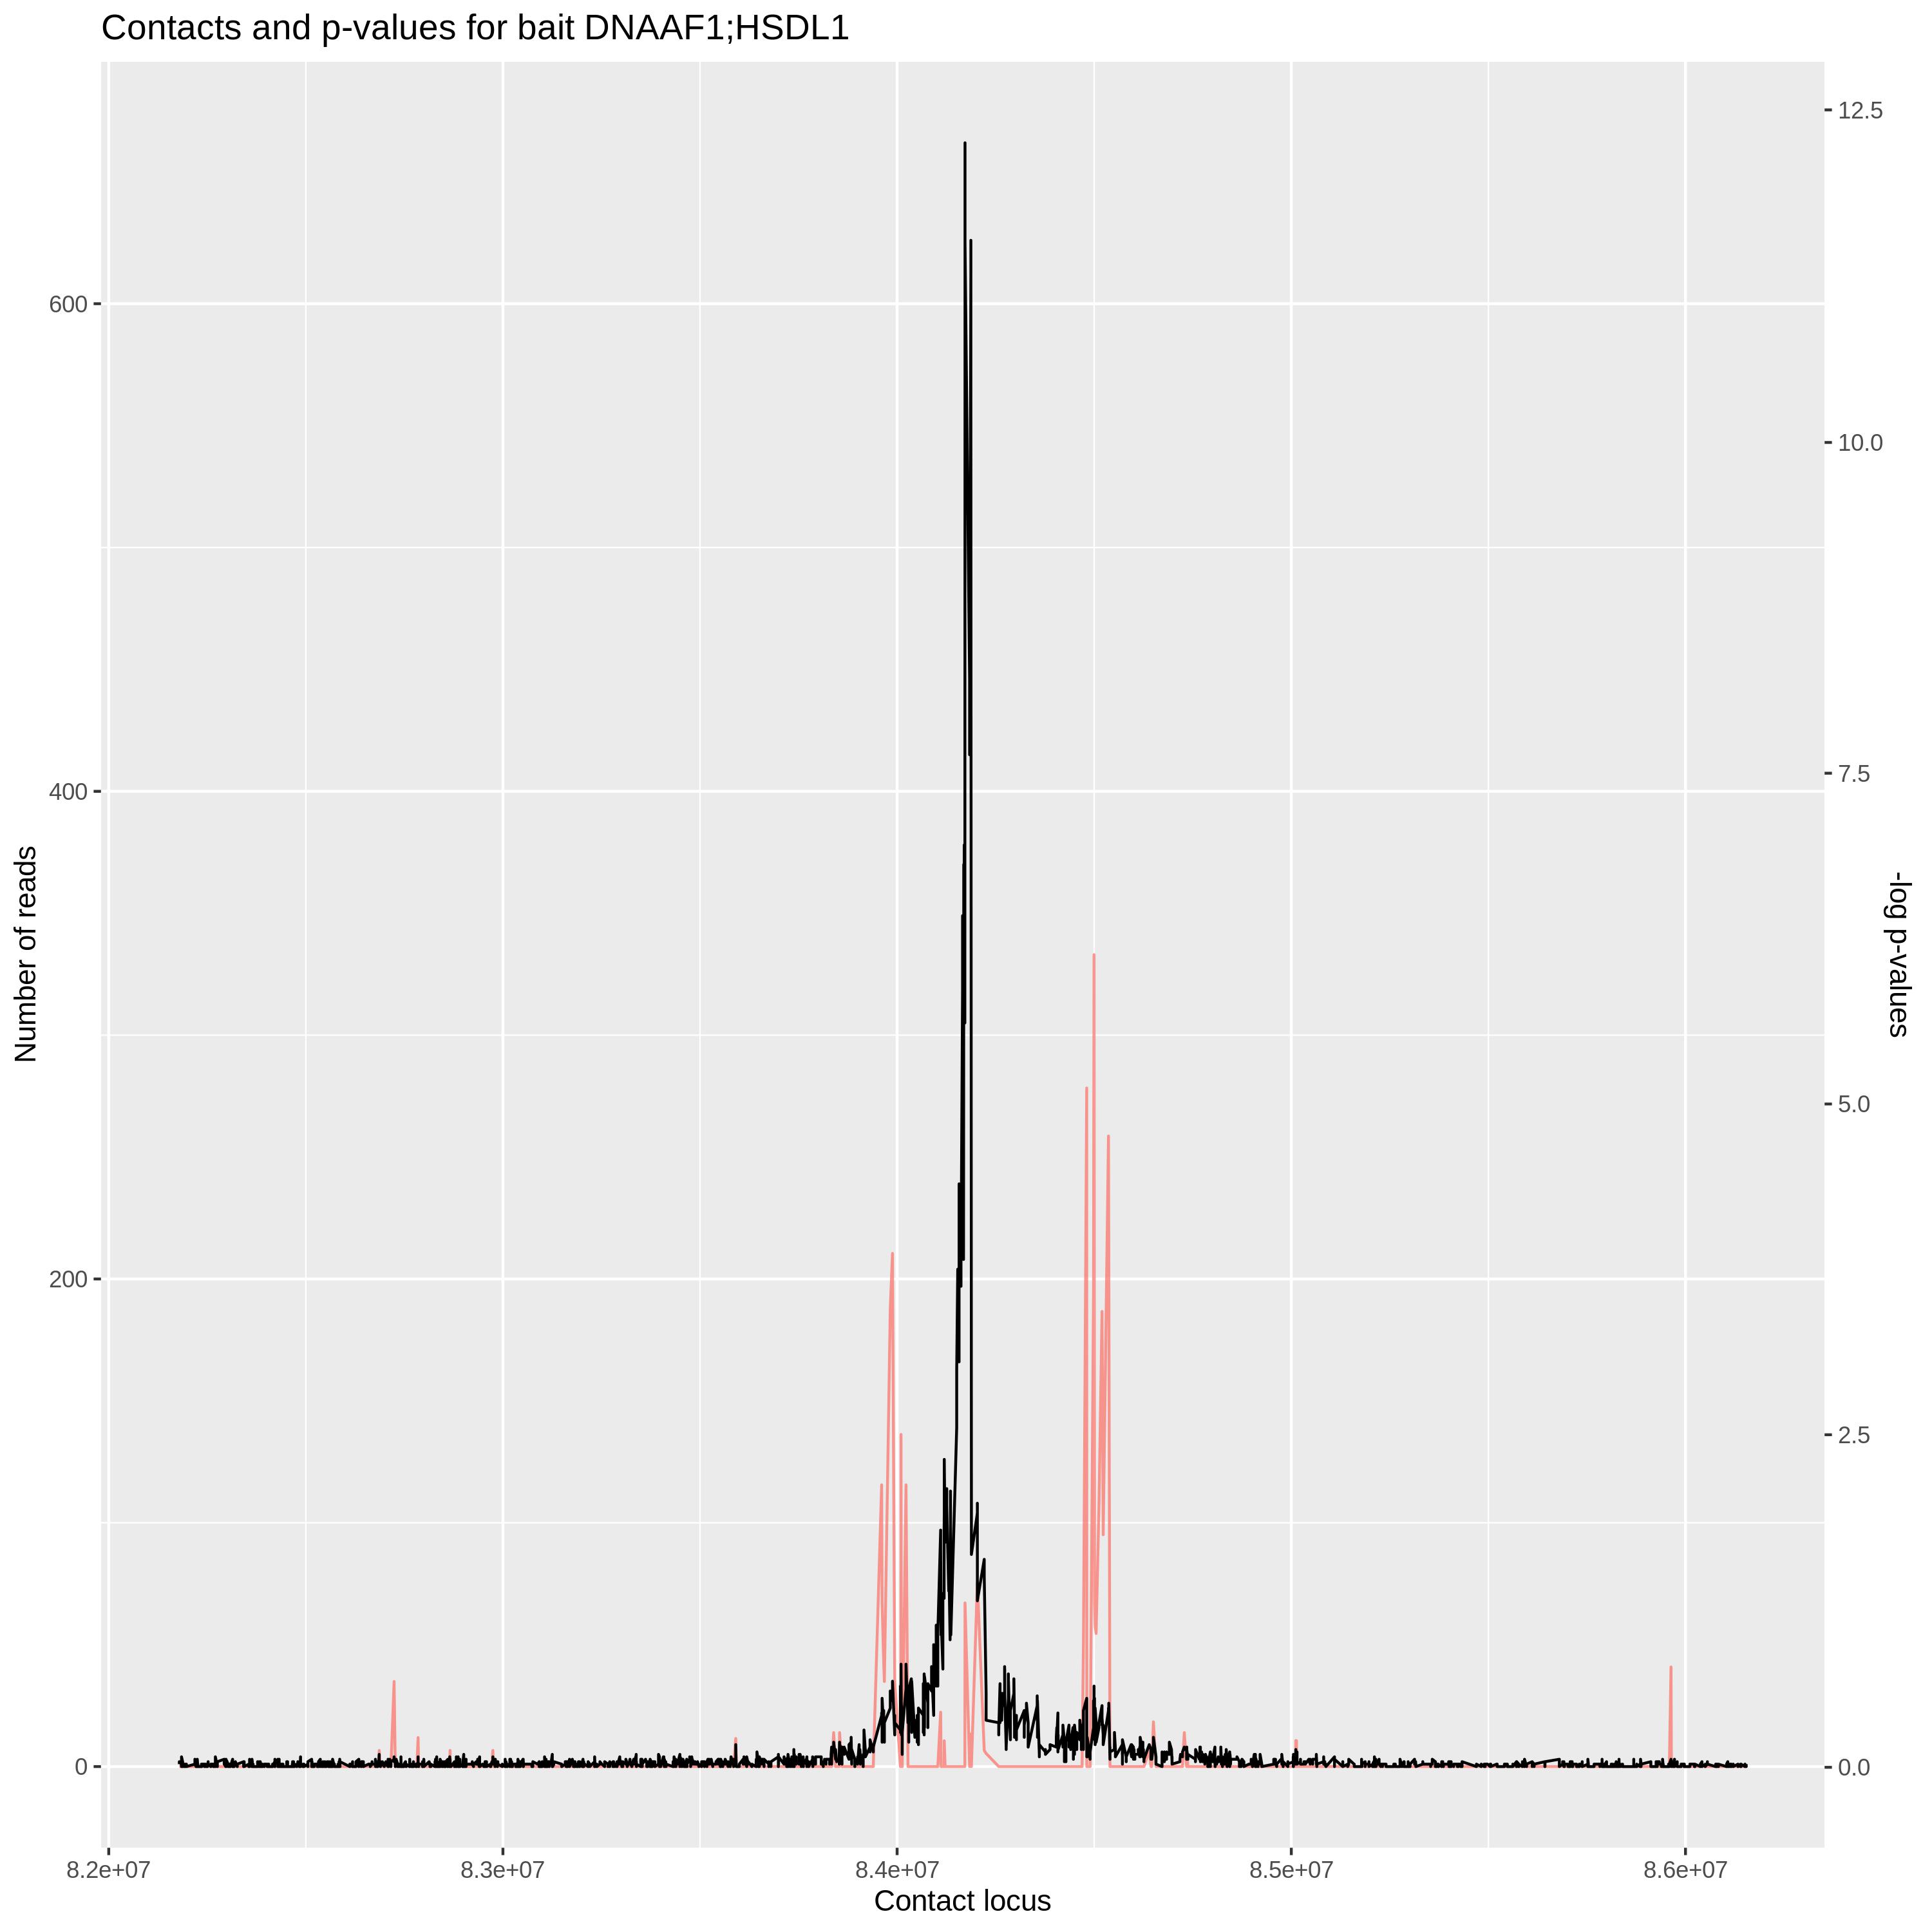 Contacts and p-values for bait DNAAF1;HSDL1
12.5
600
10.0
400
7.5
Number of reads
-log p-values
5.0
200
2.5
0
0.0
8.2e+07
8.3e+07
8.4e+07
8.5e+07
8.6e+07
Contact locus